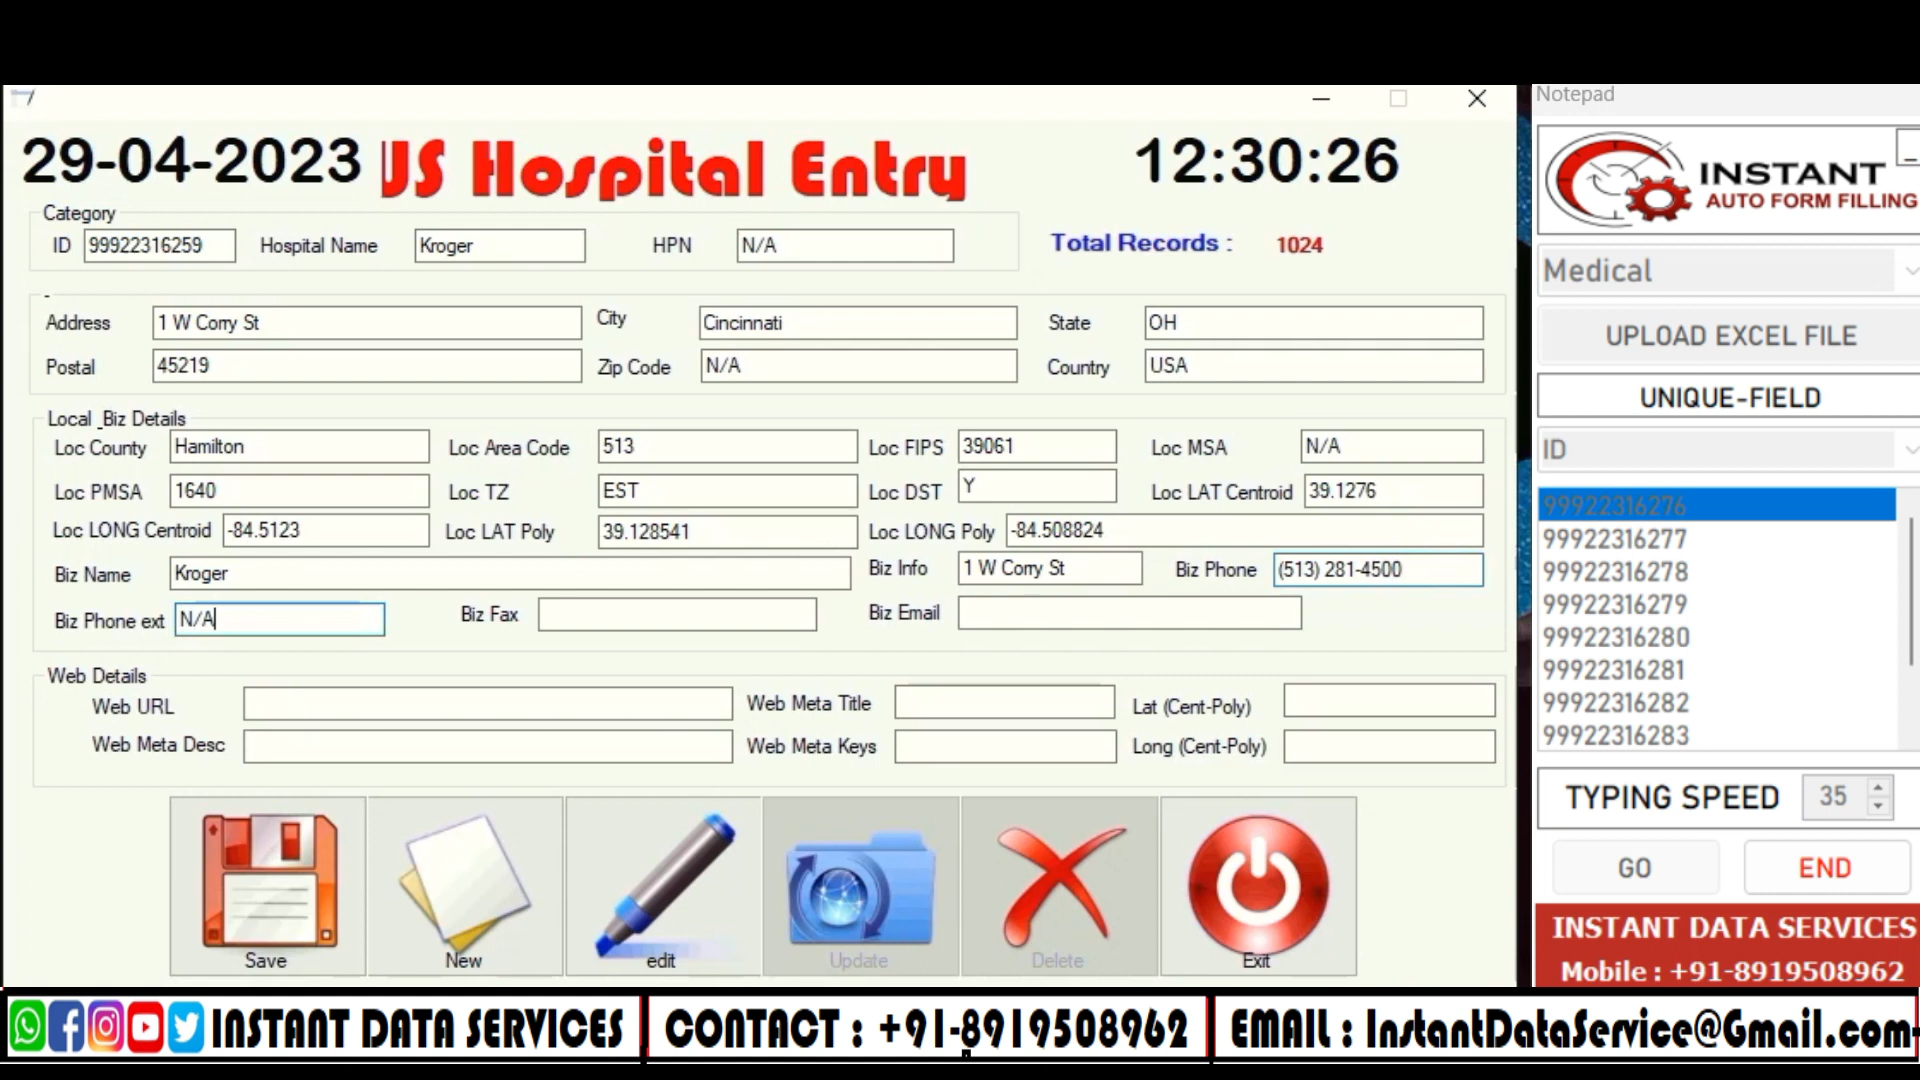 Notepad
29-04-2023 US Hospital Entry 12:30:26
INSTANT
AUTO FORM FILLING
Category
ID 99922316259 Hospital Name Kroger HPN N/A
Total Records : 1024
Medical
Address 1 W Corry St City Cincinnati State OH
UPLOAD EXCEL FILE
Postal 45219 Zip Code N/A Country USA
UNIQUE-FIELD
Local _Biz Details
Loc County Hamilton Loc Area Code 513 Loc FIPS 39061 Loc MSA N/A
ID
Loc PMSA 1640 Loc TZ EST Loc DST Y Loc LAT Centroid 39.1276
Loc LONG Centroid -84.5123 Loc LAT Poly 39.128541 Loc LONG Poly -84.508824
Biz Name Kroger Biz Info 1 W Corry St Biz Phone (513) 281-4500
Biz Phone ext N/A Biz Fax Biz Email
99922316276
99922316277
99922316278
99922316279
99922316280
99922316281
99922316282
99922316283
Web Details
Web URL Web Meta Title Lat (Cent-Poly)
Web Meta Desc Web Meta Keys Long (Cent-Poly)
TYPING SPEED 35
GO END
Save New edit Update Delete Exit
INSTANT DATA SERVICES
Mobile : +91-8919508962
INSTANT DATA SERVICES CONTACT : +91-8919508962 EMAIL : InstantDataService@Gmail.com